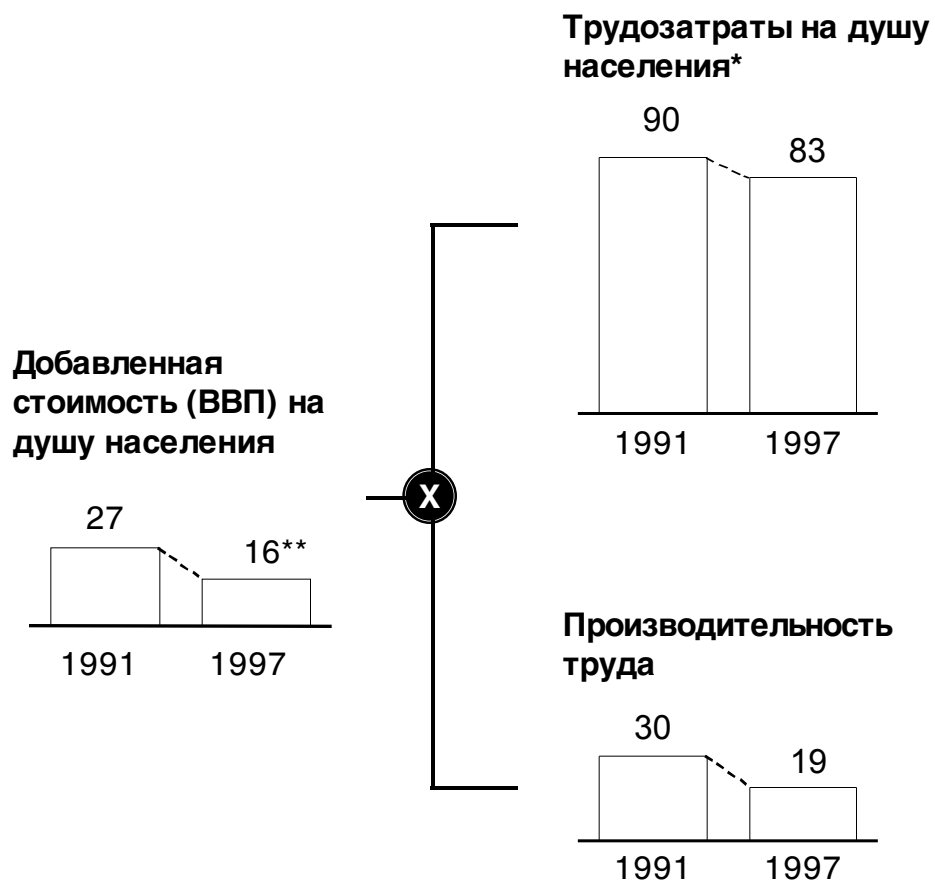 Трудозатраты на душу
населения*
90
83
1991 1997
Добавленная
стоимость (ВВП) на
душу населения
27
16**
1991 1997
X
Производительность
труда
30
19
1991 1997